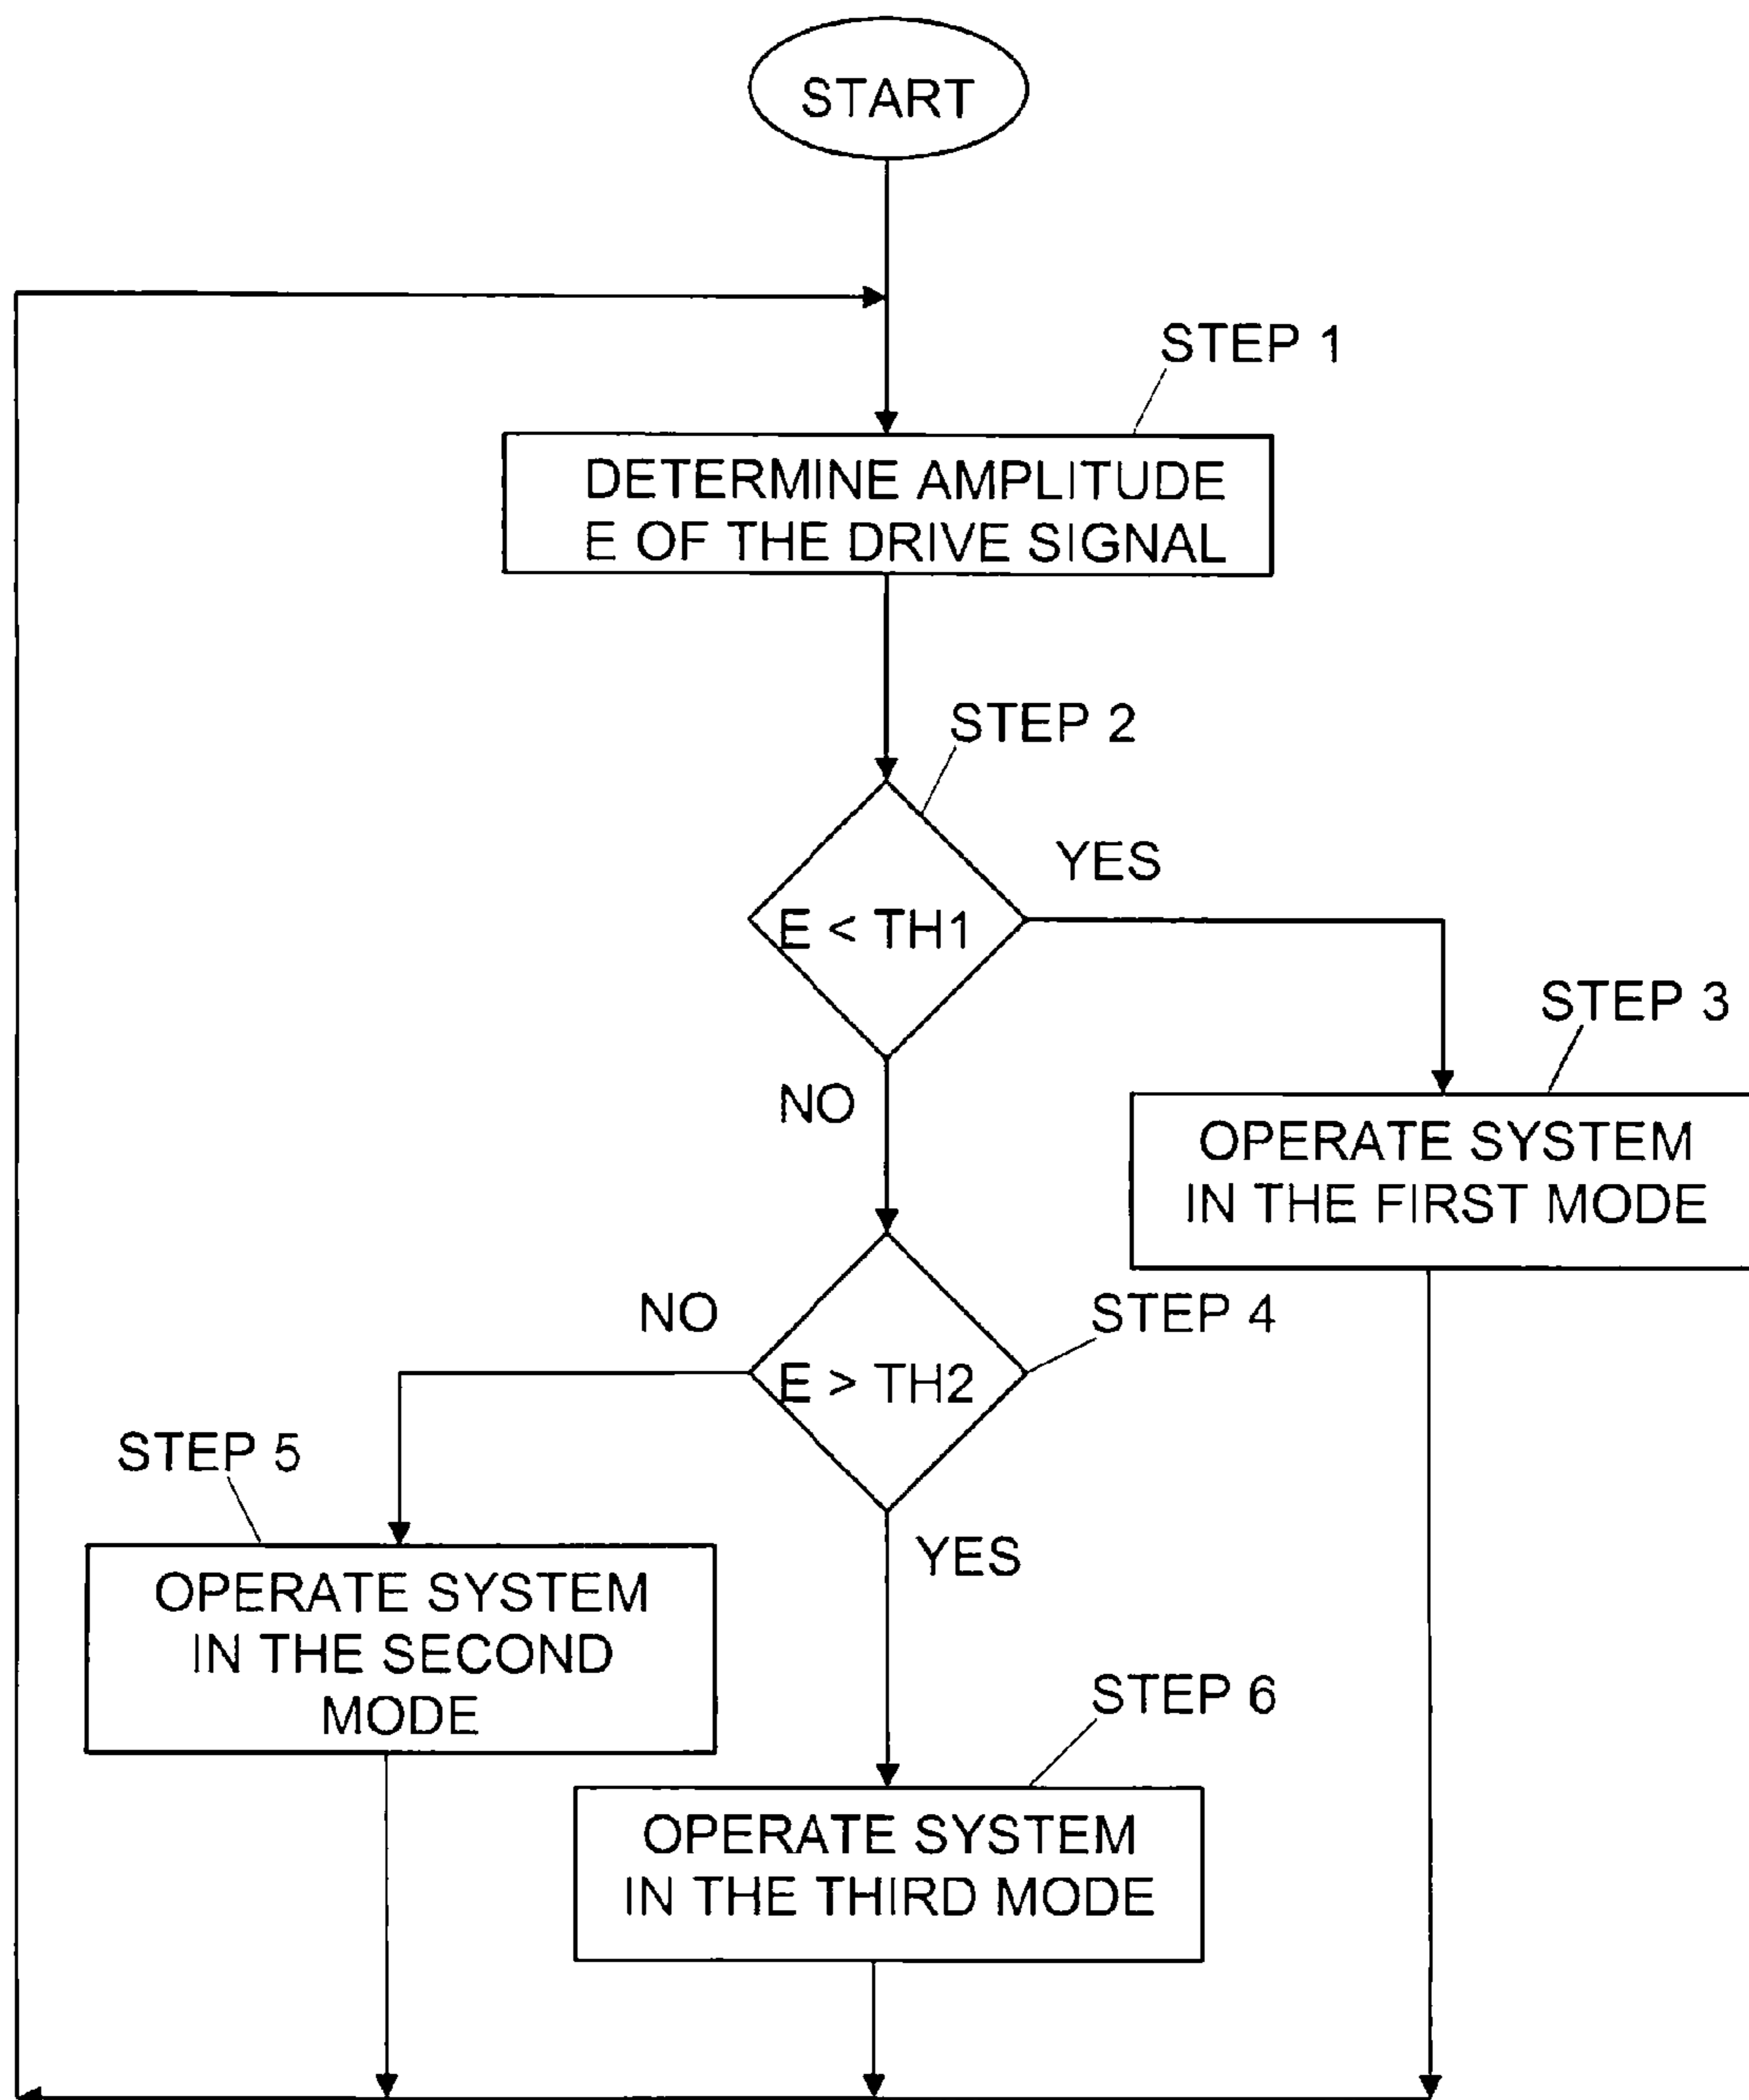 START
STEP 1
DETERMINE AMPLITUDE
E OF THE DRIVE SIGNAL
STEP 2
YES
E < TH1
STEP 3
NO
OPERATE SYSTEM
IN THE FIRST MODE
NO
STEP 4
E > TH2
STEP 5
YES
OPERATE SYSTEM
IN THE SECOND
MODE
STEP 6
OPERATE SYSTEM
IN THE THIRD MODE